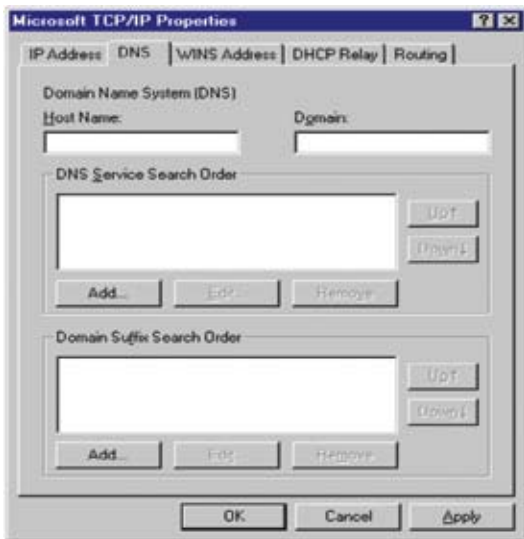 Microsoft TCP/IP Properties
IP Address DNS WINS Address DHCP Relay Routing
Domain Name System (DNS)
Host Name: Domain:
DNS Service Search Order
Up↑
Down↓
Add... Edit... Remove
Domain Suffix Search Order
Up↑
Down↓
Add... Edit... Remove
OK Cancel Apply